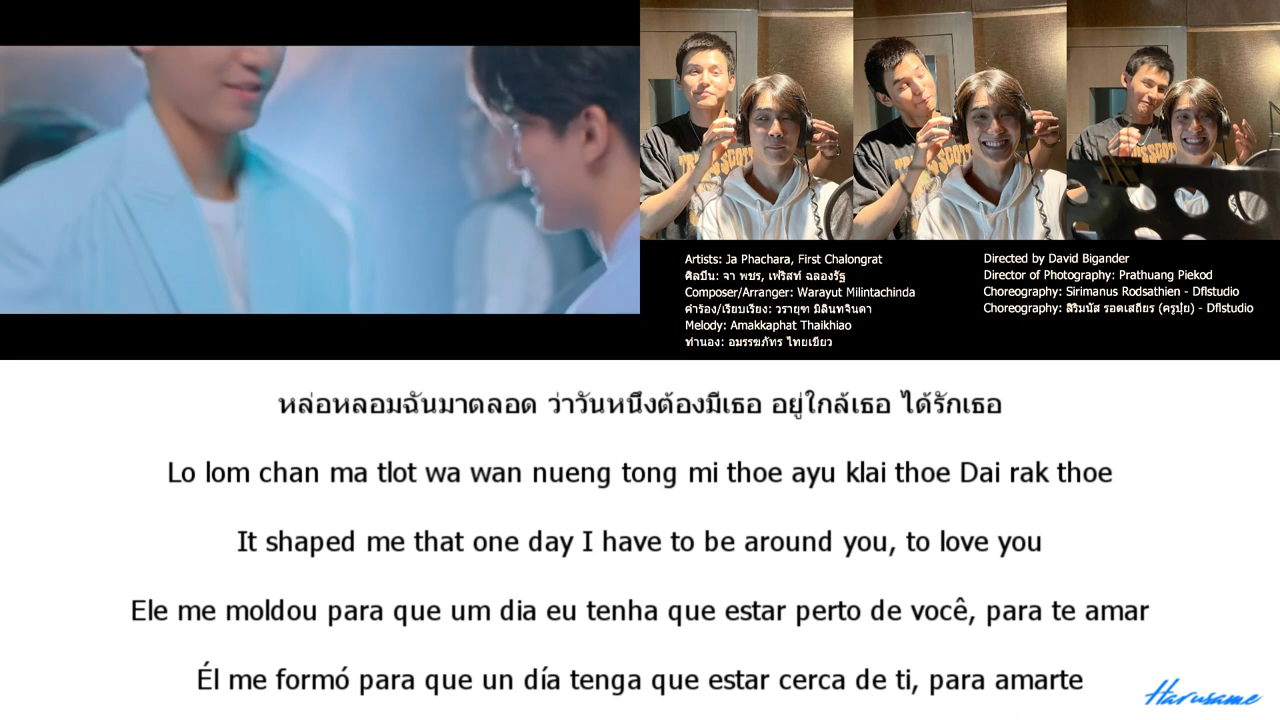 Artists: Ja Phachara, First Chalongrat
ศิลปิน: จา พชร, เฟริสท์ ฉลองรัฐ
Composer/Arranger: Warayut Milintachinda
คำร้อง/เรียบเรียง: วรายุฑ มิลินทจินดา
Melody: Amakkaphat Thaikhiao
ทำนอง: อมรรฆภัทร ไทยเขียว
Directed by David Bigander
Director of Photography: Prathuang Piekod
Choreography: Sirimanus Rodsathien - Dflstudio
Choreography: สิริมนัส รอดเสถียร (ครูปุ๋ย) - Dflstudio
หล่อหลอมฉันมาตลอด ว่าวันหนึ่งต้องมีเธอ อยู่ใกล้เธอ ได้รักเธอ
Lo lom chan ma tlot wa wan nueng tong mi thoe ayu klai thoe Dai rak thoe
It shaped me that one day I have to be around you, to love you
Ele me moldou para que um dia eu tenha que estar perto de você, para te amar
Él me formó para que un día tenga que estar cerca de ti, para amarte
Harusame